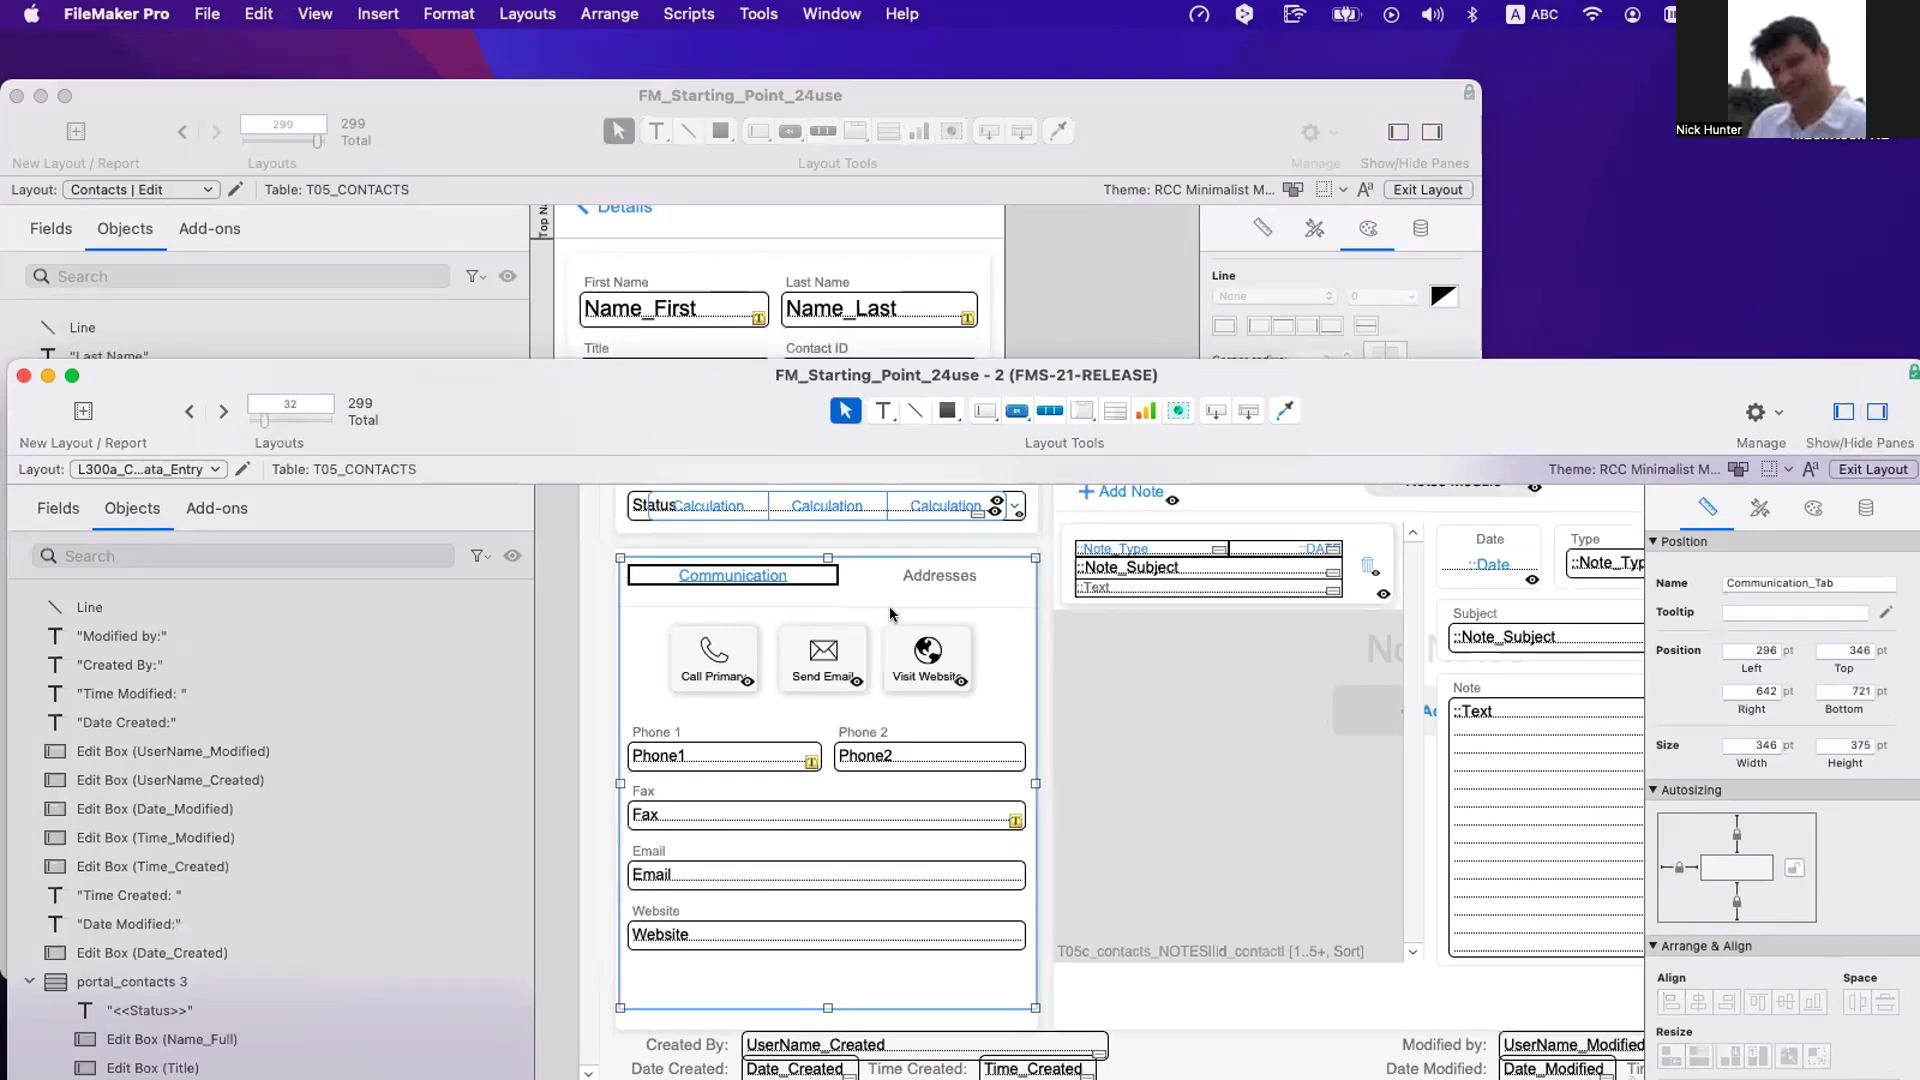 FileMaker Pro File Edit View Insert Format Layouts Arrange Scripts Tools Window Help
A ABC
Nick Hunter
FM_Starting_Point_24use
299
299
Total
New Layout / Report
Layouts
Layout Tools
Manage
Show/Hide Panes
Layout: Contacts | Edit
Table: T05_CONTACTS
Theme: RCC Minimalist M...
Exit Layout
Fields Objects Add-ons
Search
Line
"Last Name"
Details
First Name
Last Name
Name_First
Name_Last
Title
Contact ID
Line
None
0
FM_Starting_Point_24use - 2 (FMS-21-RELEASE)
32
299
Total
New Layout / Report
Layouts
Layout Tools
Manage
Show/Hide Panes
Layout: L300a_C...ata_Entry
Table: T05_CONTACTS
Theme: RCC Minimalist M...
Exit Layout
Fields Objects Add-ons
Search
Line
"Modified by:"
"Created By:"
"Time Modified: "
"Date Created:"
Edit Box (UserName_Modified)
Edit Box (UserName_Created)
Edit Box (Date_Modified)
Edit Box (Time_Modified)
Edit Box (Time_Created)
"Time Created: "
"Date Modified:"
Edit Box (Date_Created)
portal_contacts 3
"<<Status>>"
Edit Box (Name_Full)
Edit Box (Title)
Status
Calculation
Calculation
Calculation
Communication
Addresses
Call Primary
Send Email
Visit Website
Phone 1
Phone 2
Phone1
Phone2
Fax
Fax
Email
Email
Website
Website
Created By:
UserName_Created
Date Created:
Date_Created
Time Created:
Time_Created
+ Add Note
::Note_Type
::DATE
::Note_Subject
::Text
T05c_contacts_NOTES||id_contact| [1..5+, Sort]
Date
::Date
Type
::Note_Typ
Subject
::Note_Subject
Note
::Text
Modified by:
UserName_Modified
Date Modified:
Date_Modified
Position
Name
Communication_Tab
Tooltip
Position
296 pt
346 pt
Left
Top
642 pt
721 pt
Right
Bottom
Size
346 pt
375 pt
Width
Height
Autosizing
Arrange & Align
Align
Space
Resize